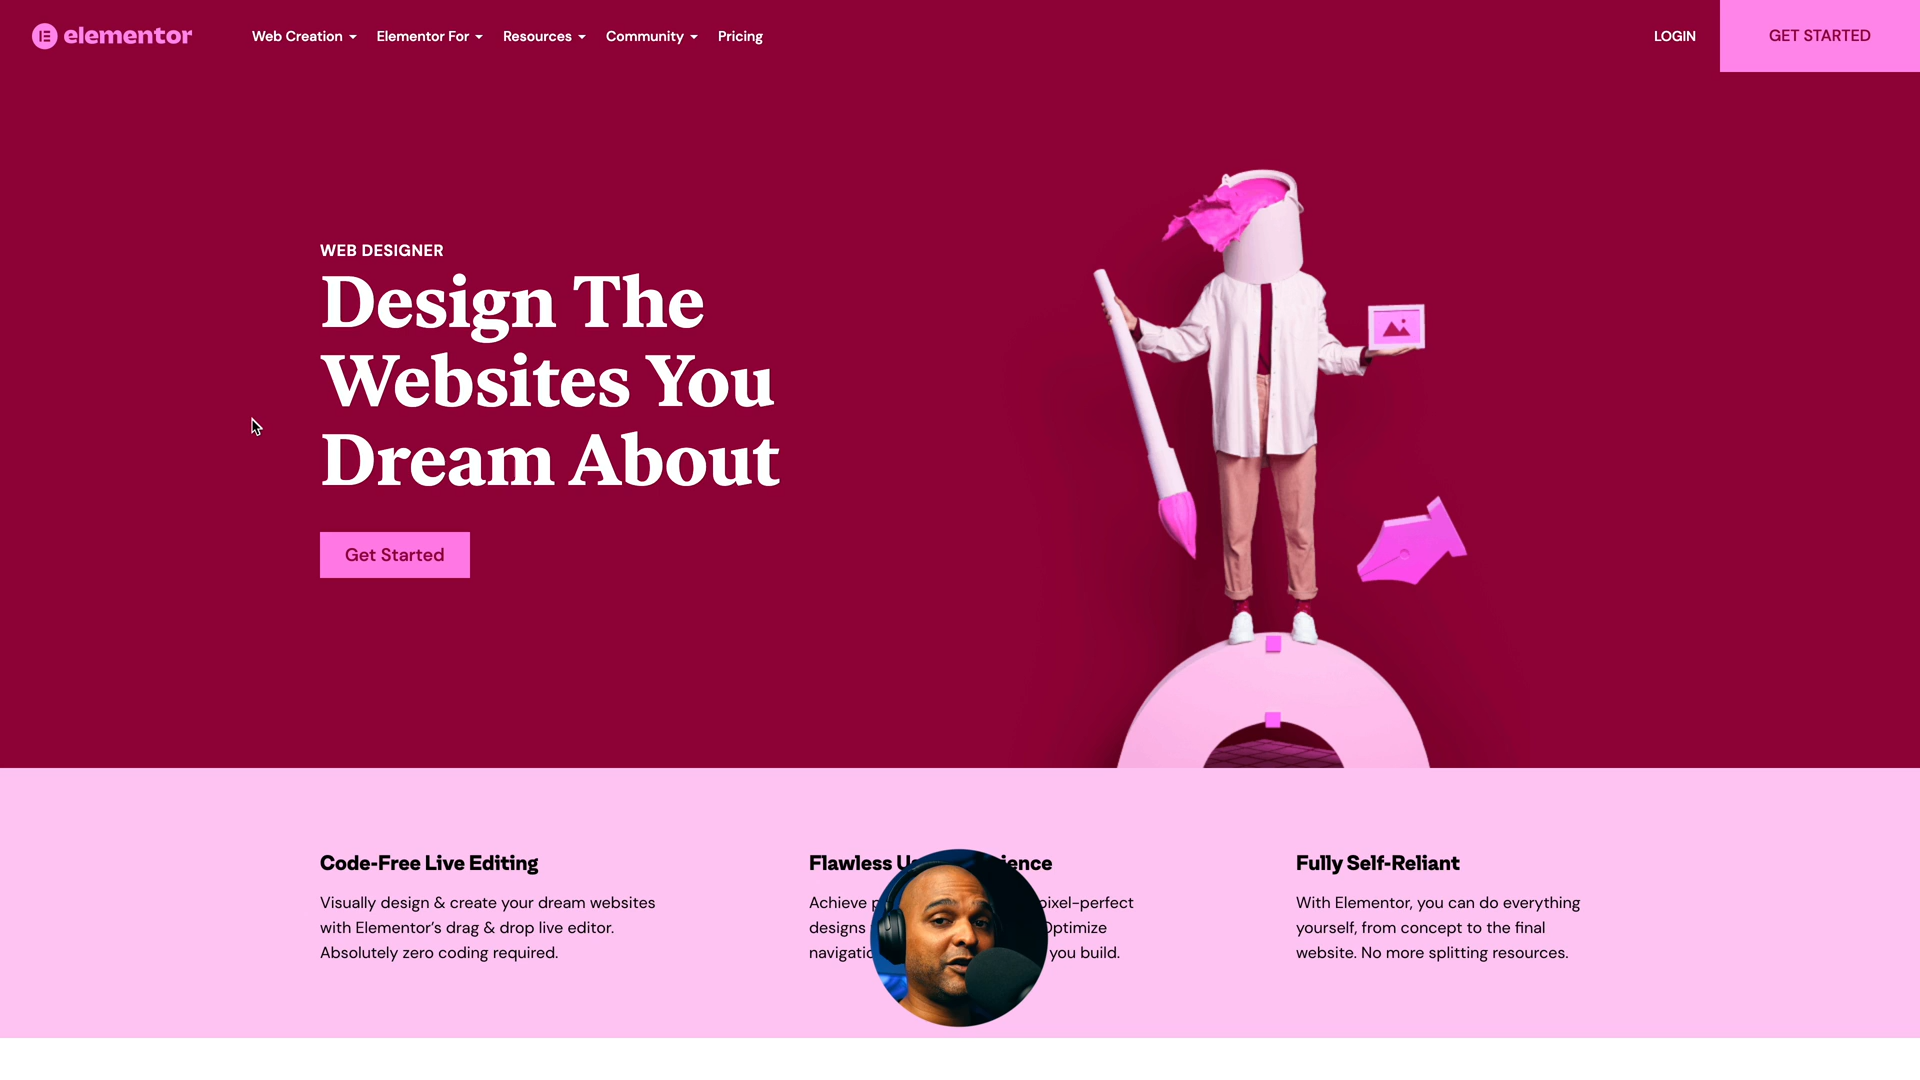 elementor
Web Creation
Elementor For
Resources
Community
Pricing
LOGIN
GET STARTED
WEB DESIGNER
Design The
Websites You
Dream About
Get Started
Code-Free Live Editing
Visually design & create your dream websites
with Elementor’s drag & drop live editor.
Absolutely zero coding required.
Flawless
Achieve pixel-perfect
designs Optimize
you build.
Fully Self-Reliant
With Elementor, you can do everything
yourself, from concept to the final
website. No more splitting resources.